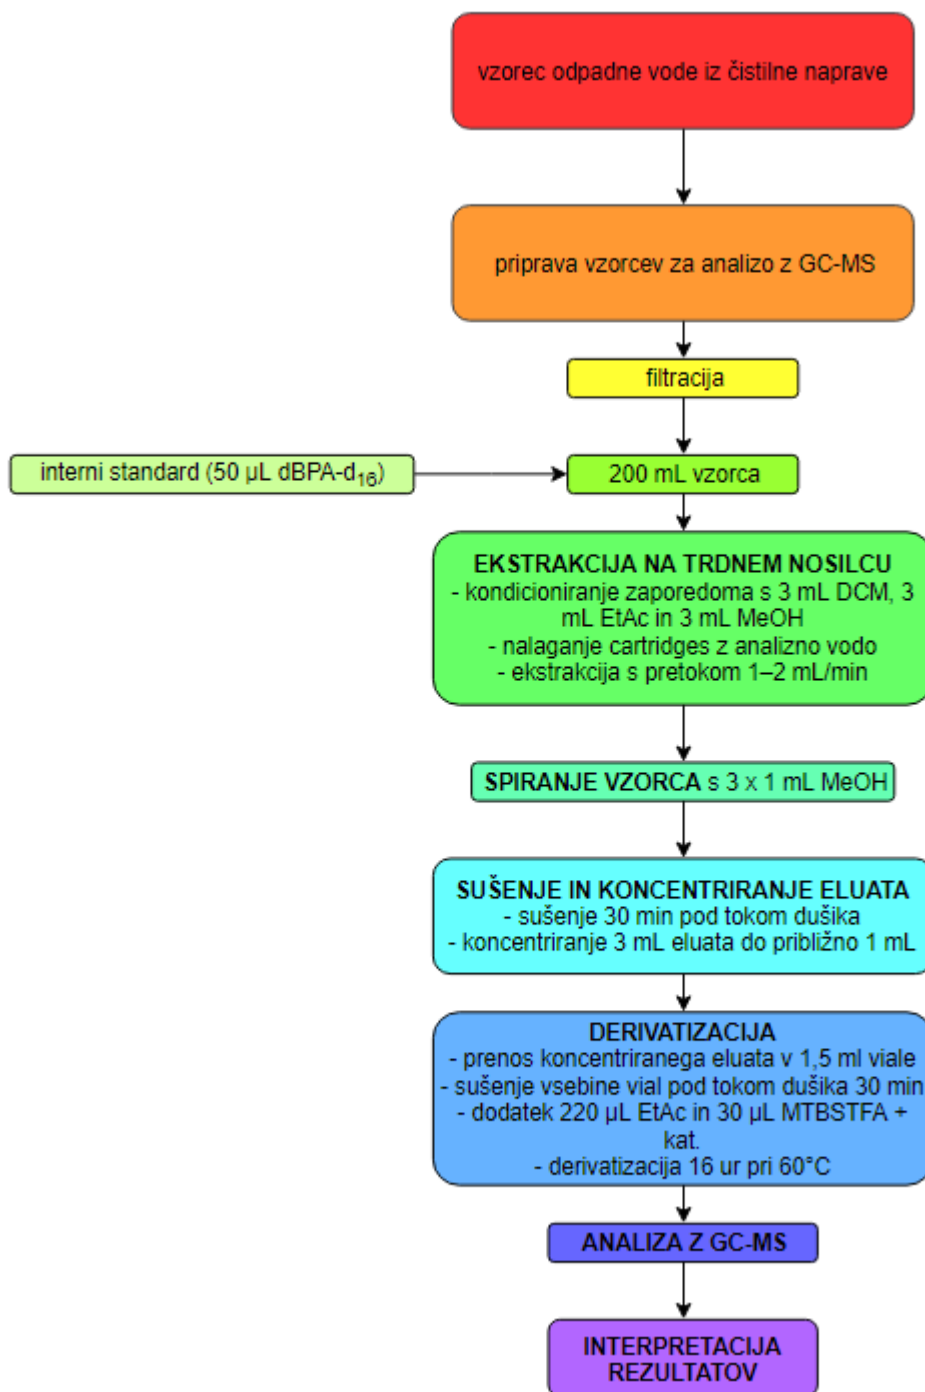 vzorec odpadne vode iz čistilne naprave
priprava vzorcev za analizo z GC-MS
filtracija
interni standard (50 µL dBPA-d₁₆)
200 mL vzorca
EKSTRAKCIJA NA TRDNEM NOSILCU
- kondicioniranje zaporedoma s 3 mL DCM, 3
mL EtAc in 3 mL MeOH
- nalaganje cartridges z analizno vodo
- ekstrakcija s pretokom 1–2 mL/min
SPIRANJE VZORCA s 3 x 1 mL MeOH
SUŠENJE IN KONCENTRIRANJE ELUATA
- sušenje 30 min pod tokom dušika
- koncentriranje 3 mL eluata do približno 1 mL
DERIVATIZACIJA
- prenos koncentriranega eluata v 1,5 ml viale
- sušenje vsebine vial pod tokom dušika 30 min
- dodatek 220 µL EtAc in 30 µL MTBSTFA +
kat.
- derivatizacija 16 ur pri 60°C
ANALIZA Z GC-MS
INTERPRETACIJA
REZULTATOV